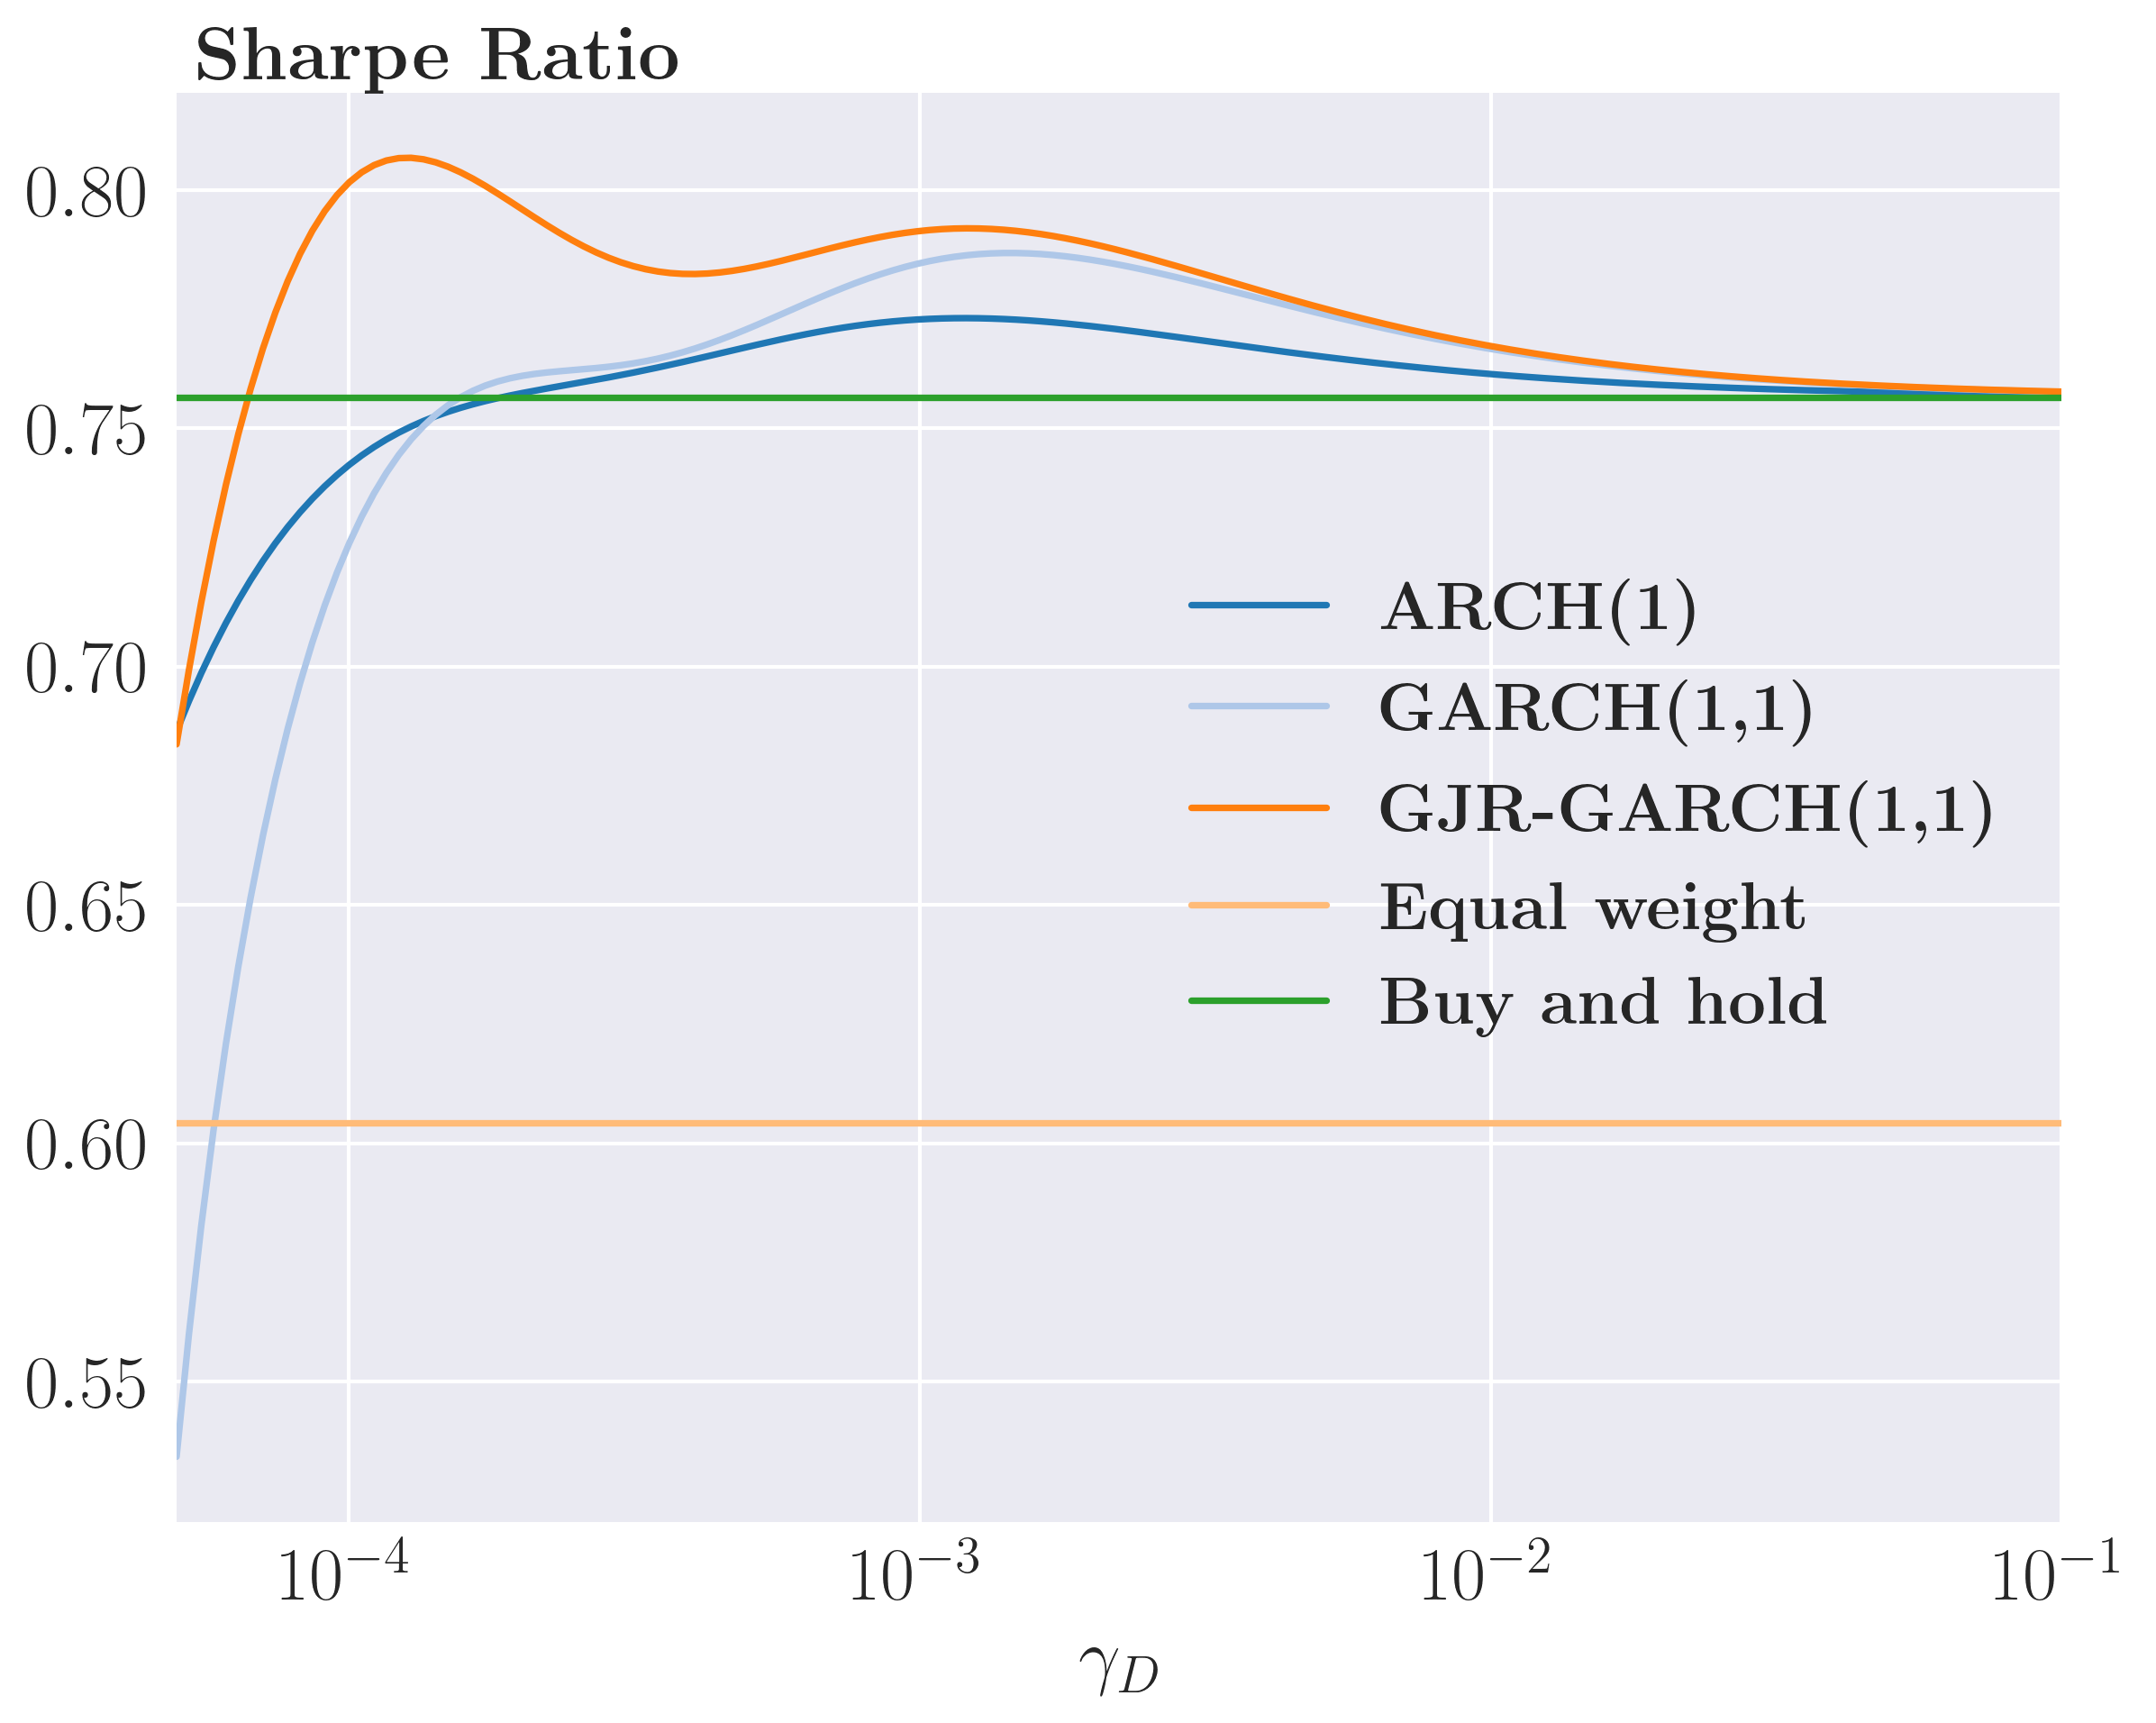 Sharpe Ratio
0.80
0.75
0.70
0.65
0.60
0.55
ARCH(1)
GARCH(1,1)
GJR-GARCH(1,1)
Equal weight
Buy and hold
10⁻⁴ 10⁻³ 10⁻² 10⁻¹
γ_D